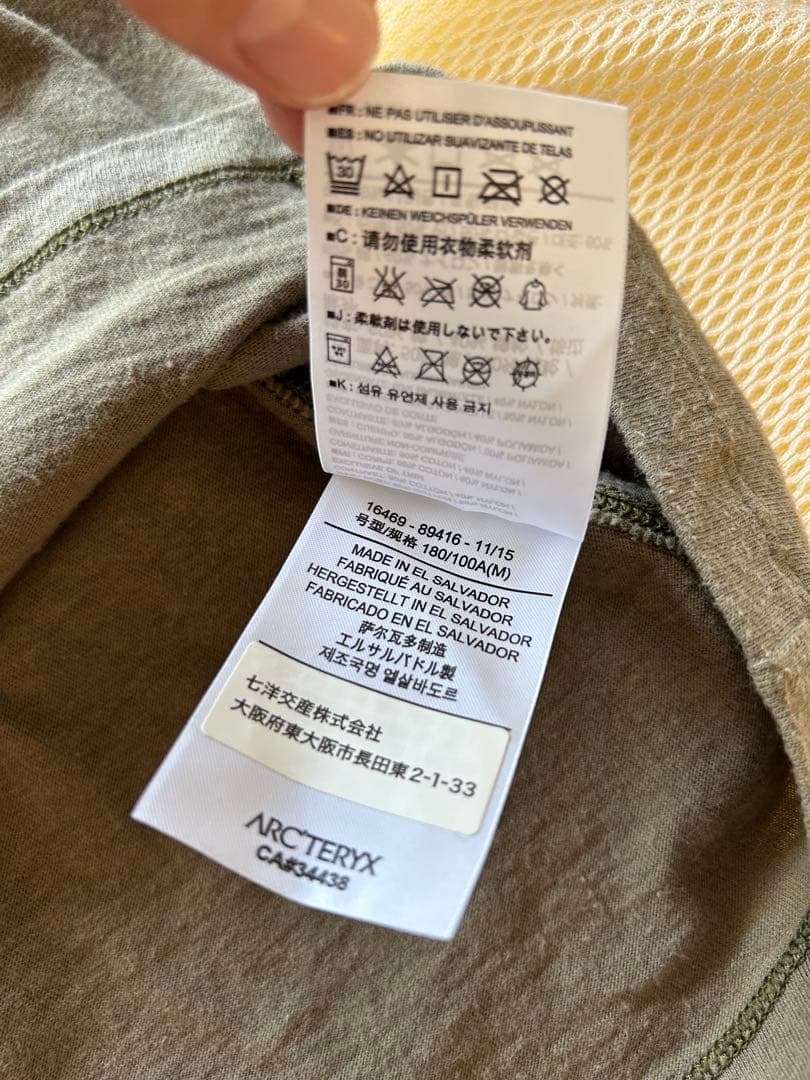 ■FR : NE PAS UTILISER D'ASSOUPLISSANT
■ES : NO UTILIZAR SUAVIZANTE DE TELAS
30
■DE : KEINEN WEICHSPÜLER VERWENDEN
■C : 请勿使用衣物柔软剂
30
■J : 柔軟剤は使用しないで下さい。
■K : 섬유 유연제 사용 금지
16469 - 89416 - 11/15
号型/规格 180/100A(M)
MADE IN EL SALVADOR
FABRIQUÉ AU SALVADOR
HERGESTELLT IN EL SALVADOR
FABRICADO EN EL SALVADOR
萨尔瓦多制造
エルサルバドル製
제조국명 엘살바도르
七洋交産株式会社
大阪府東大阪市長田東2-1-33
ARC'TERYX
CA#34438